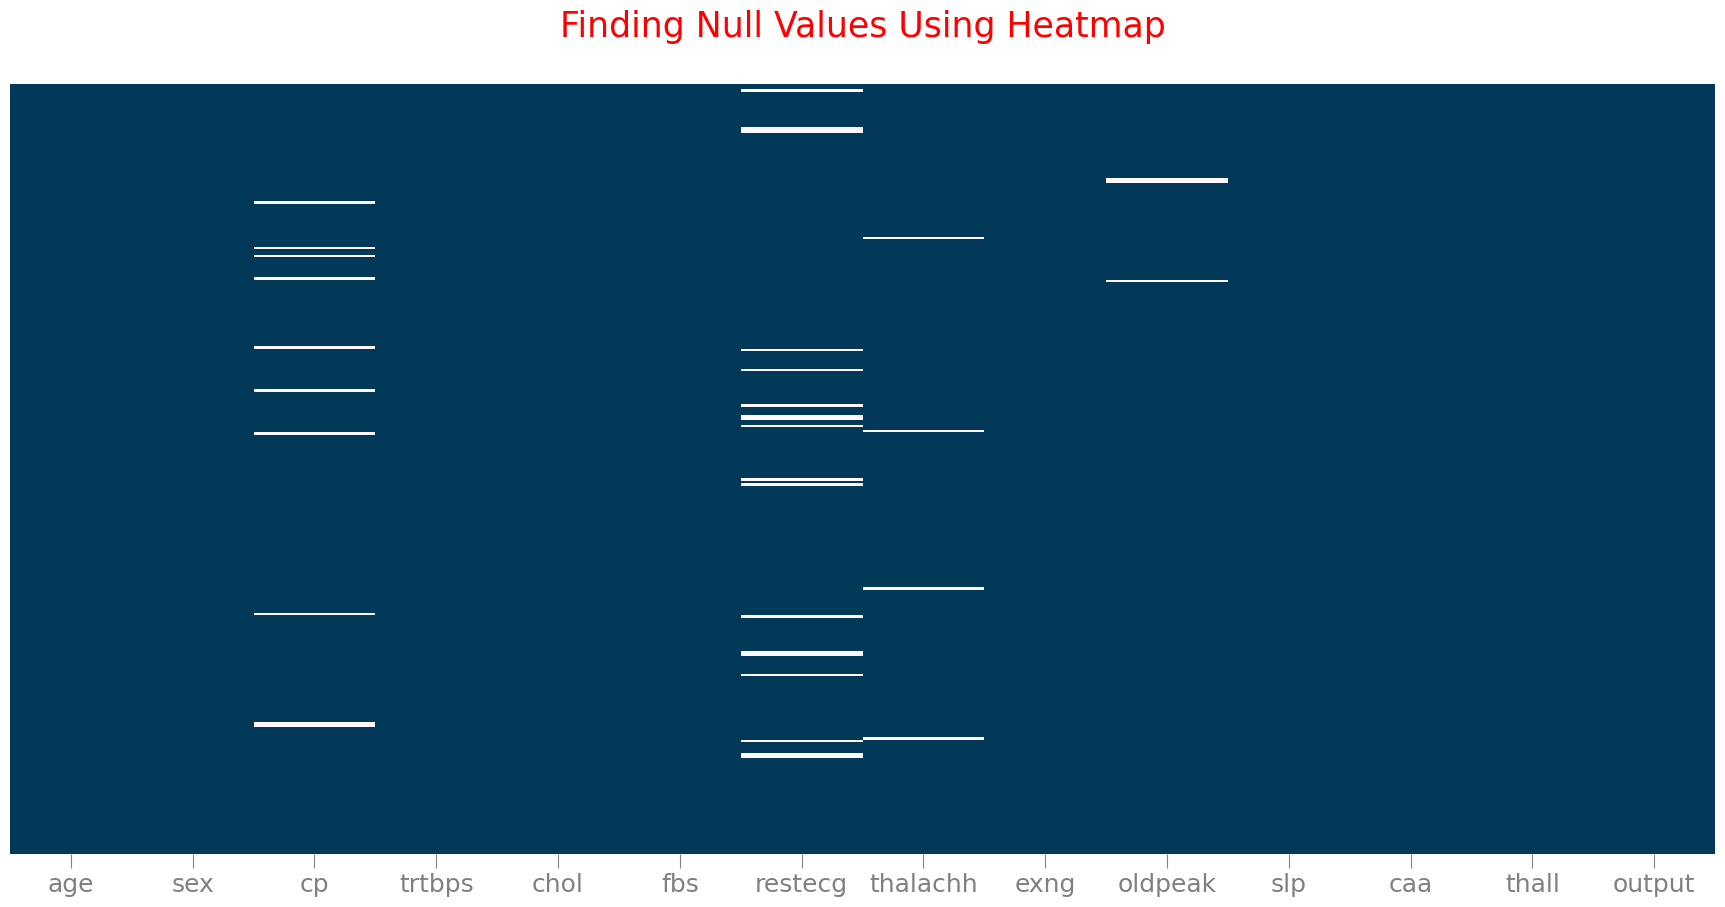 Finding Null Values Using Heatmap
age sex cp trtbps chol fbs restecg thalachh exng oldpeak slp caa thall output